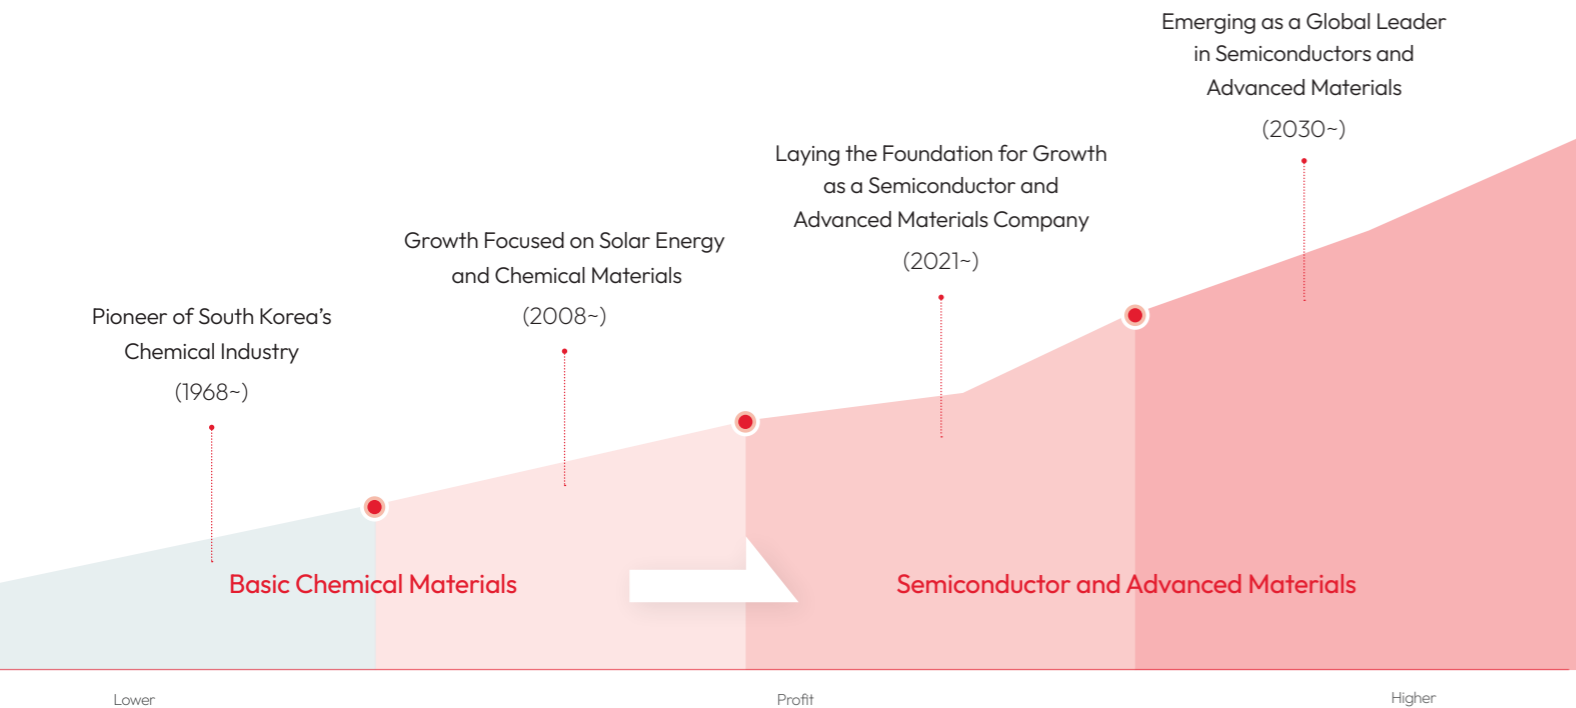 Pioneer of South Korea’s
Chemical Industry
(1968~)
Growth Focused on Solar Energy
and Chemical Materials
(2008~)
Laying the Foundation for Growth
as a Semiconductor and
Advanced Materials Company
(2021~)
Emerging as a Global Leader
in Semiconductors and
Advanced Materials
(2030~)
Basic Chemical Materials
Semiconductor and Advanced Materials
Lower
Profit
Higher